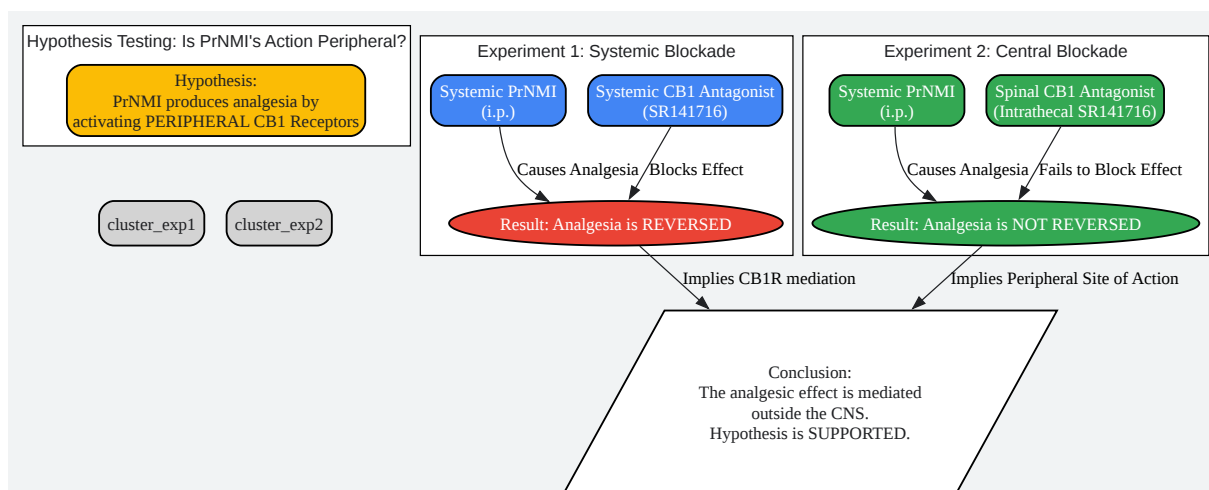 Hypothesis Testing: Is PrNMI's Action Peripheral?
Hypothesis:
PrNMI produces analgesia by
activating PERIPHERAL CB1 Receptors
cluster_exp1
cluster_exp2
Experiment 1: Systemic Blockade
Systemic PrNMI
(i.p.)
Systemic CB1 Antagonist
(SR141716)
Causes Analgesia
Blocks Effect
Result: Analgesia is REVERSED
Experiment 2: Central Blockade
Systemic PrNMI
(i.p.)
Spinal CB1 Antagonist
(Intrathecal SR141716)
Causes Analgesia
Fails to Block Effect
Result: Analgesia is NOT REVERSED
Implies CB1R mediation
Implies Peripheral Site of Action
Conclusion:
The analgesic effect is mediated
outside the CNS.
Hypothesis is SUPPORTED.